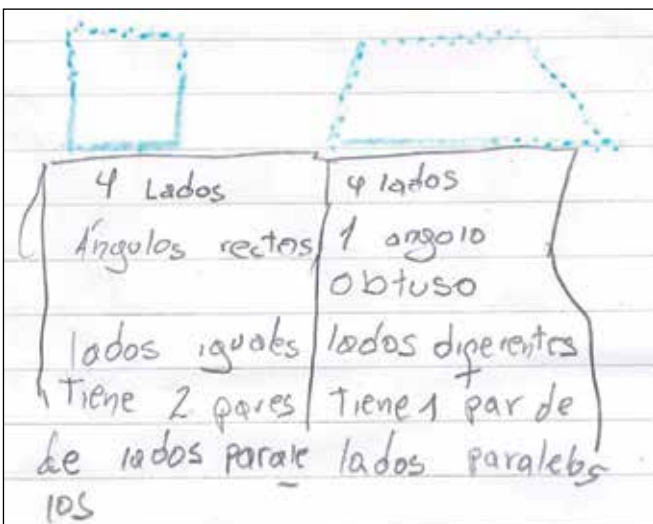 4 Lados
Ángulos rectos
lados iguales
Tiene 2 pares
de lados parale
los
4 lados
1 angolo
obtuso
lados diferentes
Tiene 1 par de
lados paralelos